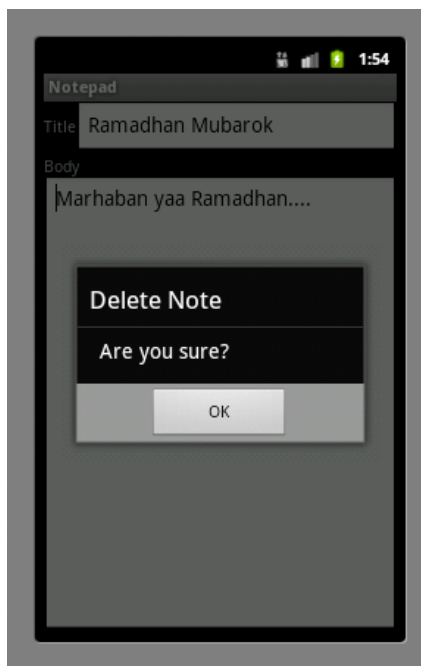 1:54
Notepad
Title Ramadhan Mubarok
Body
Marhaban yaa Ramadhan....
Delete Note
Are you sure?
OK